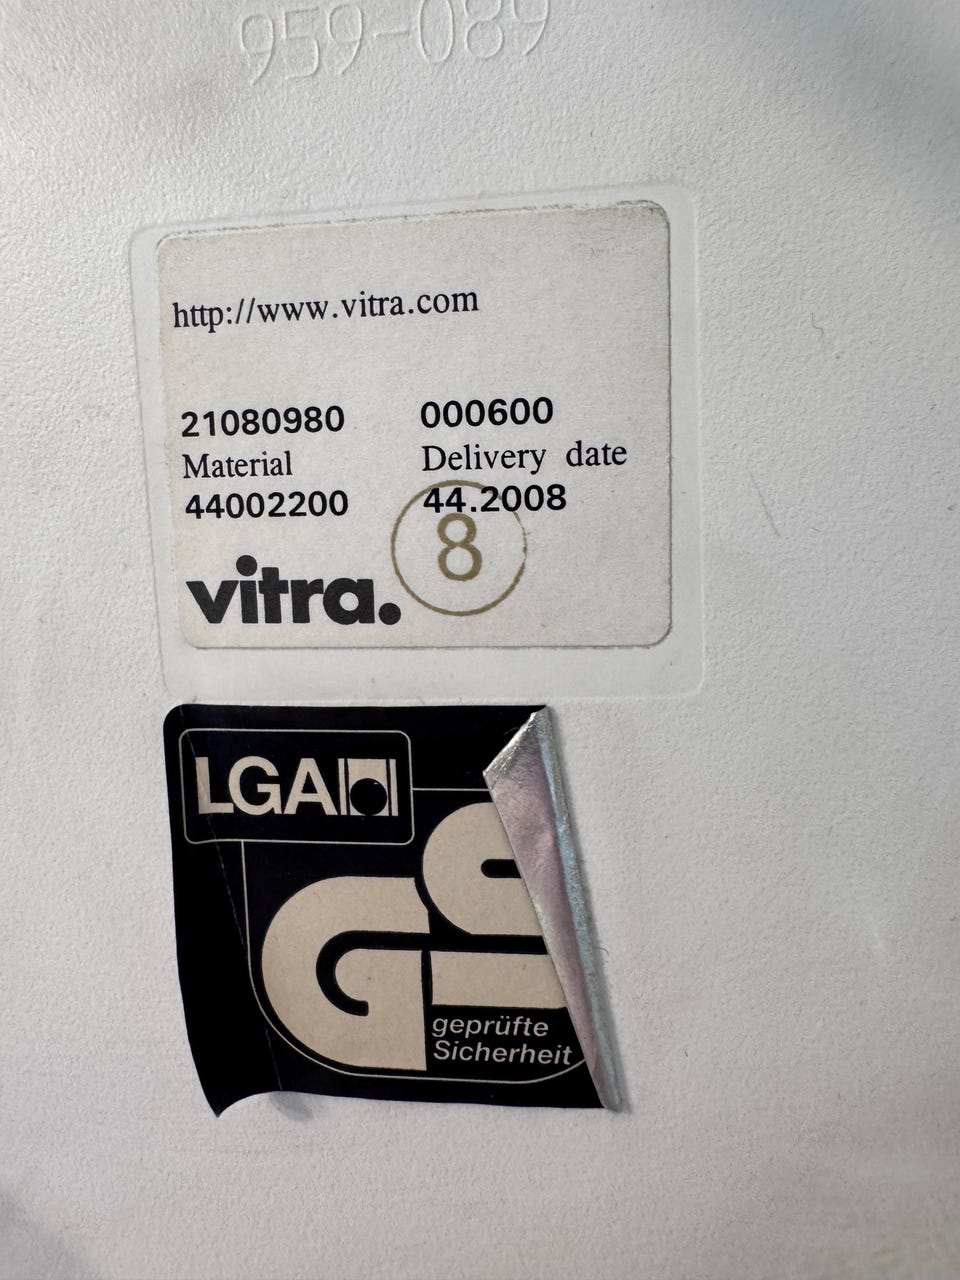 959-089
http://www.vitra.com
21080980 000600
Material Delivery date
44002200 44.2008
8
vitra.
LGA
GS
geprüfte
Sicherheit